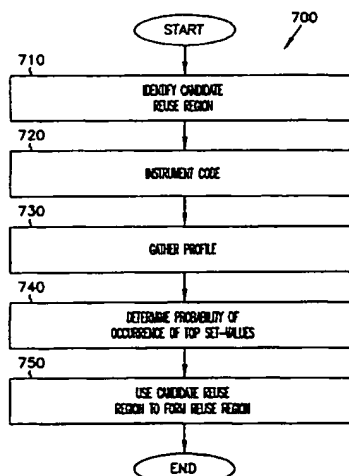 START
700
710
IDENTIFY CANDIDATE
REUSE REGION
720
INSTRUMENT CODE
730
GATHER PROFILE
740
DETERMINE PROBABILITY OF
OCCURRENCE OF TOP SET-VALUES
750
USE CANDIDATE REUSE
REGION TO FORM REUSE REGION
END